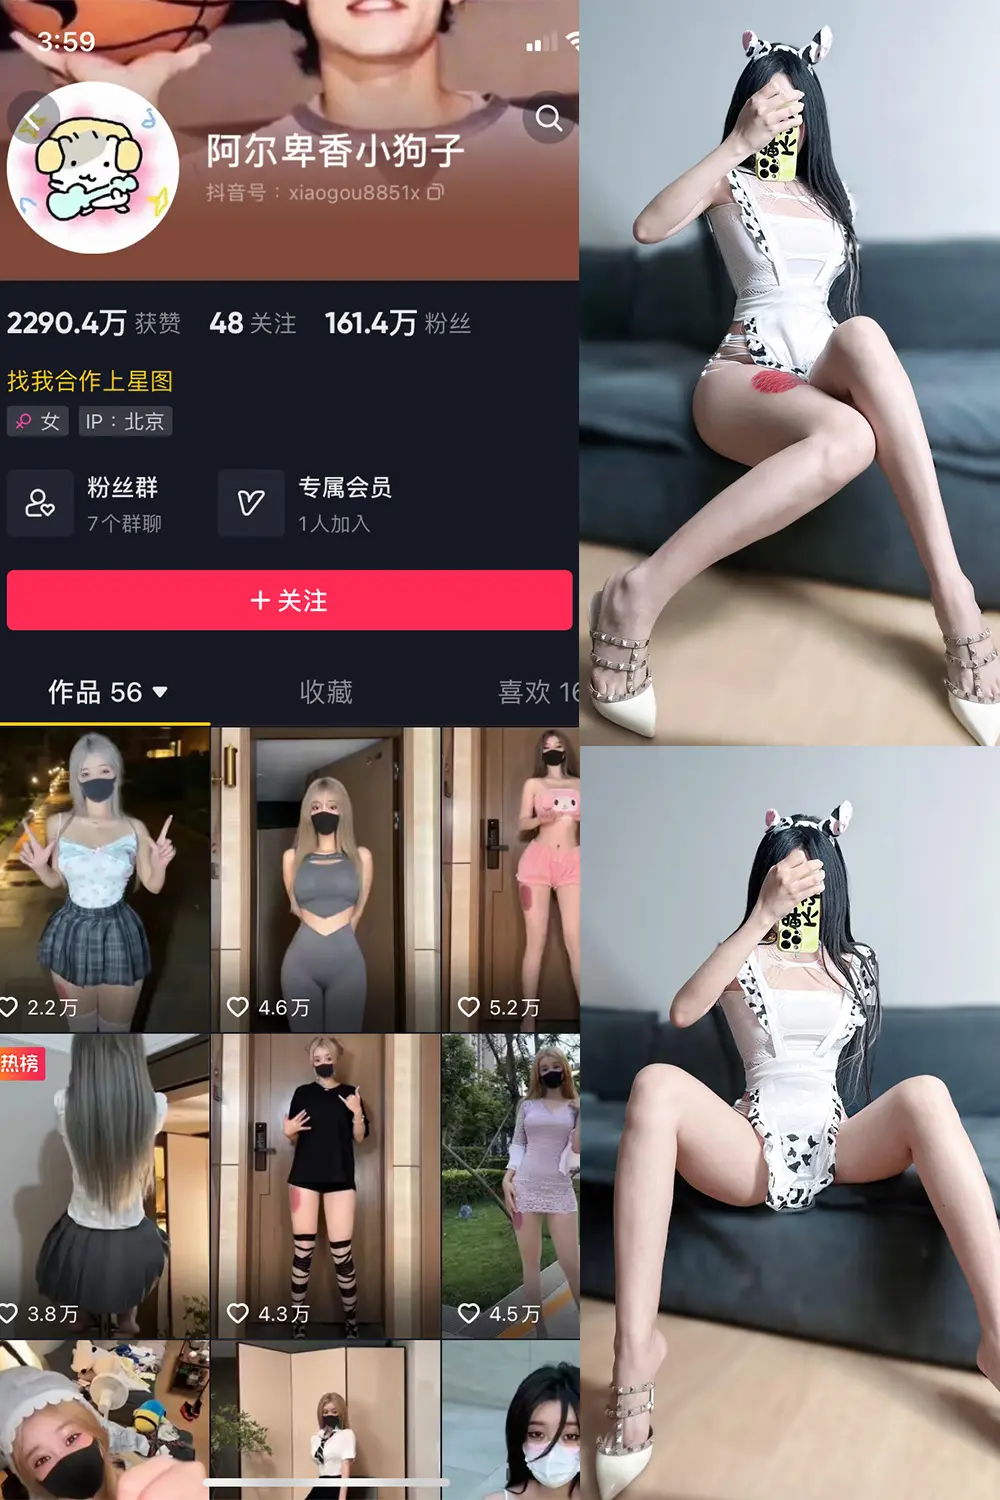 3:59
阿尔卑香小狗子
抖音号：xiaogou8851x
2290.4万 获赞 48 关注 161.4万 粉丝
找我合作上星图
女 IP：北京
粉丝群
7个群聊
专属会员
1人加入
+ 关注
作品 56
收藏
喜欢 16
2.2万
4.6万
5.2万
热榜
3.8万
4.3万
4.5万